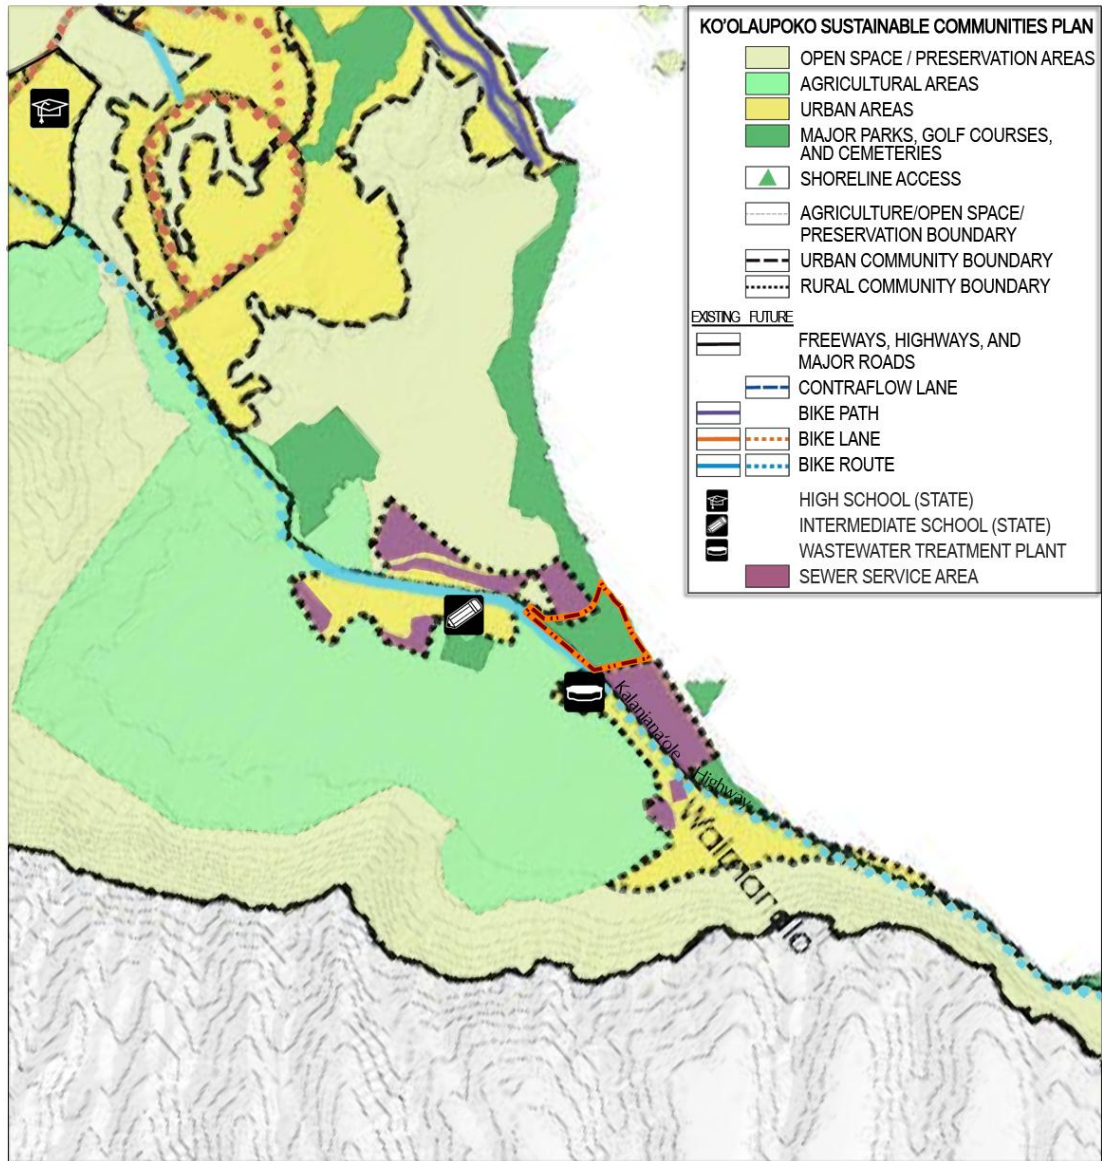 KO'OLAUPOKO SUSTAINABLE COMMUNITIES PLAN
OPEN SPACE / PRESERVATION AREAS
AGRICULTURAL AREAS
URBAN AREAS
MAJOR PARKS, GOLF COURSES,
AND CEMETERIES
SHORELINE ACCESS
AGRICULTURE/OPEN SPACE/
PRESERVATION BOUNDARY
URBAN COMMUNITY BOUNDARY
RURAL COMMUNITY BOUNDARY
EXISTING FUTURE
FREEWAYS, HIGHWAYS, AND
MAJOR ROADS
CONTRAFLOW LANE
BIKE PATH
BIKE LANE
BIKE ROUTE
HIGH SCHOOL (STATE)
INTERMEDIATE SCHOOL (STATE)
WASTEWATER TREATMENT PLANT
SEWER SERVICE AREA
Kalaniana'ole
Highway
Waimanalo